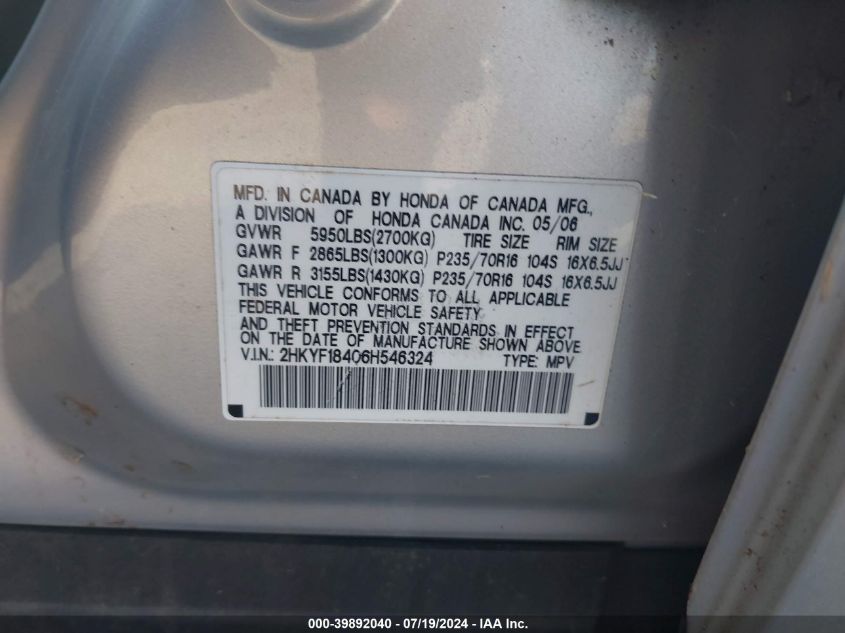 MFD. IN CANADA BY HONDA OF CANADA MFG.,
A DIVISION OF HONDA CANADA INC. 05/06
GVWR 5950LBS(2700KG) TIRE SIZE RIM SIZE
GAWR F 2865LBS(1300KG) P235/70R16 104S 16X6.5JJ
GAWR R 3155LBS(1430KG) P235/70R16 104S 16X6.5JJ
THIS VEHICLE CONFORMS TO ALL APPLICABLE
FEDERAL MOTOR VEHICLE SAFETY
AND THEFT PREVENTION STANDARDS IN EFFECT
ON THE DATE OF MANUFACTURE SHOWN ABOVE.
V.I.N.: 2HKYF18406H546324 TYPE: MPV
000-39892040 - 07/19/2024 - IAA Holdings, LLC.